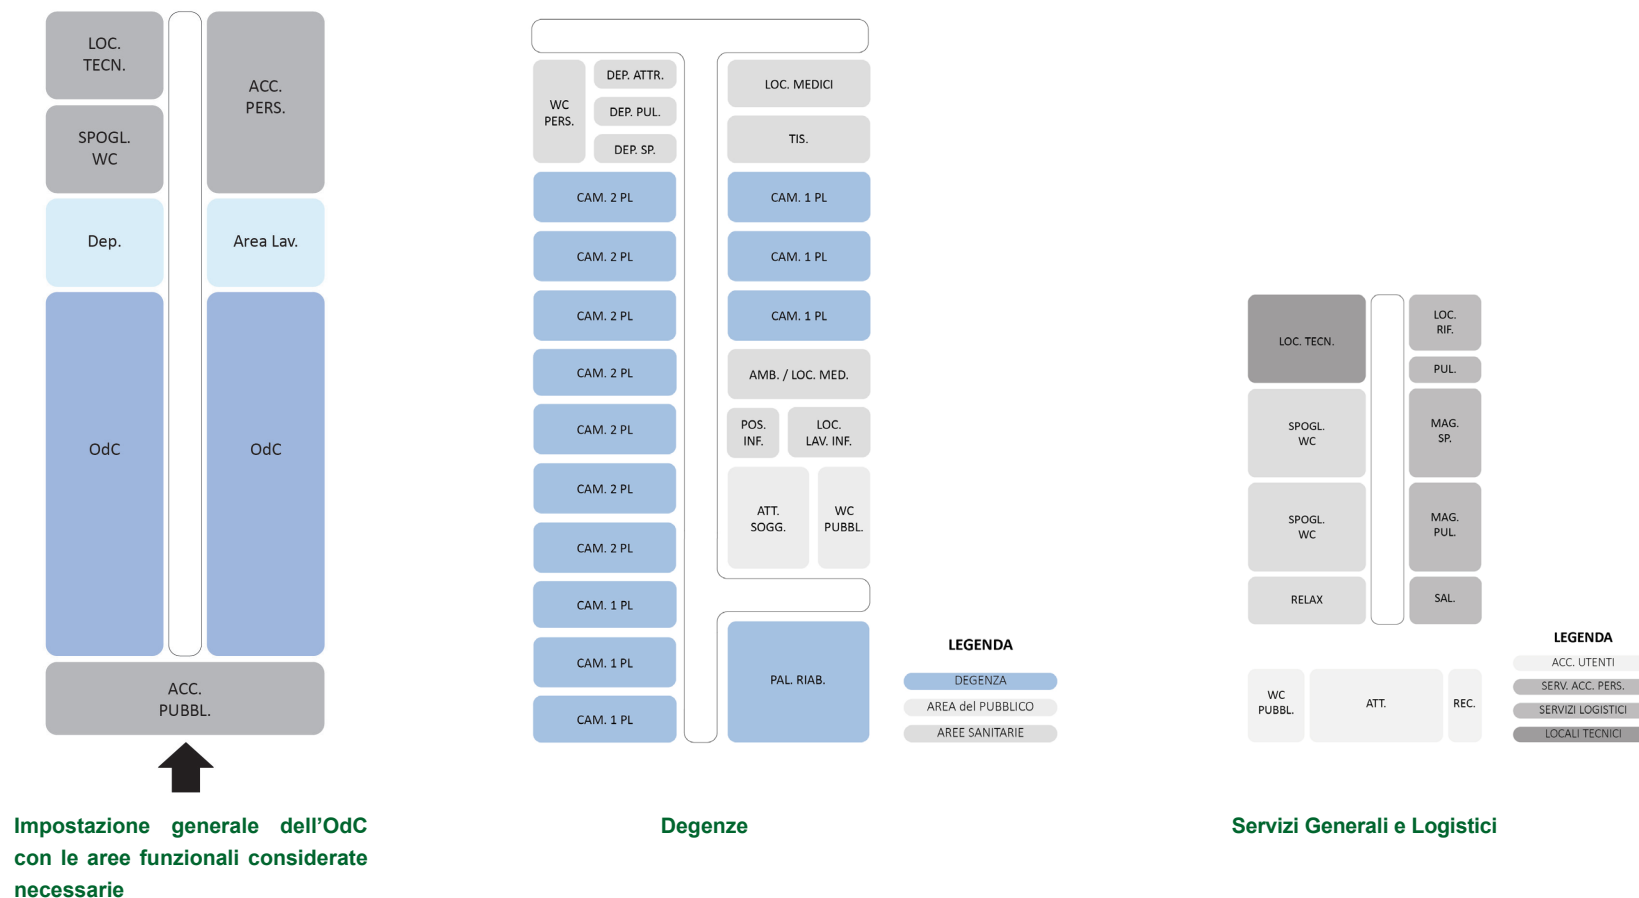 LOC.
TECN.
ACC.
PERS.
SPOGL.
WC
Dep.
Area Lav.
OdC
OdC
ACC.
PUBBL.
Impostazione generale dell'OdC
con le aree funzionali considerate
necessarie
WC
PERS.
DEP. ATTR.
DEP. PUL.
DEP. SP.
LOC. MEDICI
TIS.
CAM. 2 PL
CAM. 1 PL
CAM. 2 PL
CAM. 1 PL
CAM. 2 PL
CAM. 1 PL
CAM. 2 PL
AMB. / LOC. MED.
CAM. 2 PL
POS.
INF.
LOC.
LAV. INF.
CAM. 2 PL
ATT.
SOGG.
WC
PUBBL.
CAM. 2 PL
CAM. 1 PL
CAM. 1 PL
PAL. RIAB.
CAM. 1 PL
LEGENDA
DEGENZA
AREA del PUBBLICO
AREE SANITARIE
Degenze
LOC. TECN.
LOC.
RIF.
PUL.
SPOGL.
WC
MAG.
SP.
SPOGL.
WC
MAG.
PUL.
RELAX
SAL.
WC
PUBBL.
ATT.
REC.
LEGENDA
ACC. UTENTI
SERV. ACC. PERS.
SERVIZI LOGISTICI
LOCALI TECNICI
Servizi Generali e Logistici